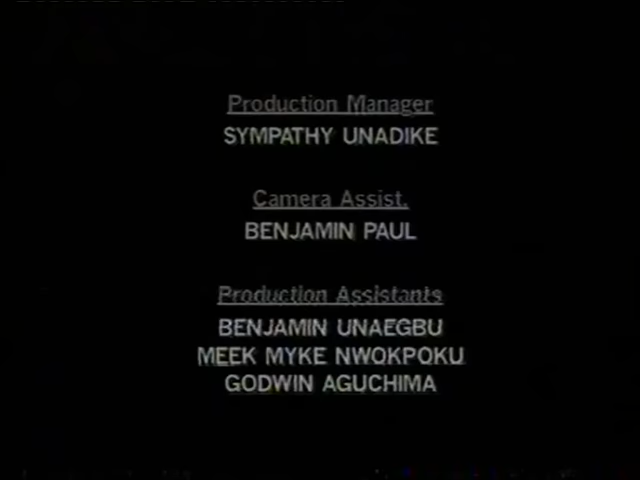 Production Manager
SYMPATHY UNADIKE
Camera Assist.
BENJAMIN PAUL
Production Assistants
BENJAMIN UNAEGBU
MEEK MYKE NWOKPOKU
GODWIN AGUCHIMA